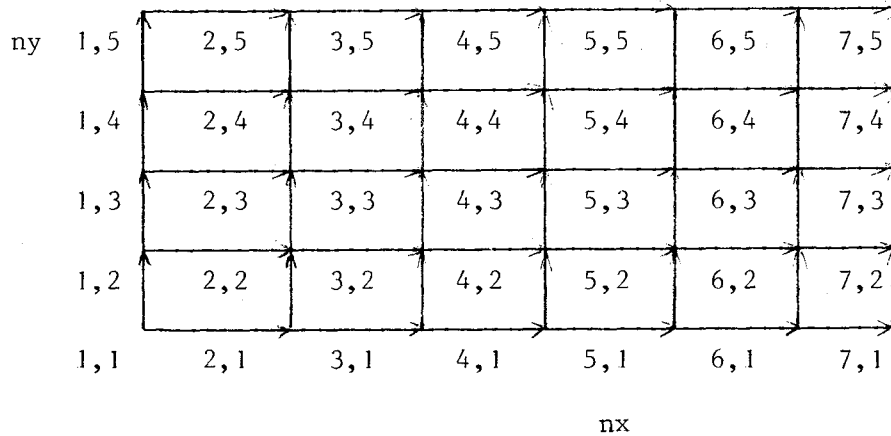 ny 1,5 2,5 3,5 4,5 5,5 6,5 7,5
1,4 2,4 3,4 4,4 5,4 6,4 7,4
1,3 2,3 3,3 4,3 5,3 6,3 7,3
1,2 2,2 3,2 4,2 5,2 6,2 7,2
1,1 2,1 3,1 4,1 5,1 6,1 7,1
nx